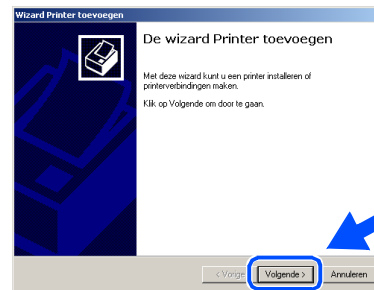 Wizard Printer toevoegen
De wizard Printer toevoegen
Met deze wizard kunt u een printer installeren of
printerverbindingen maken.
Klik op Volgende om door te gaan.
< Vorige Volgende > Annuleren